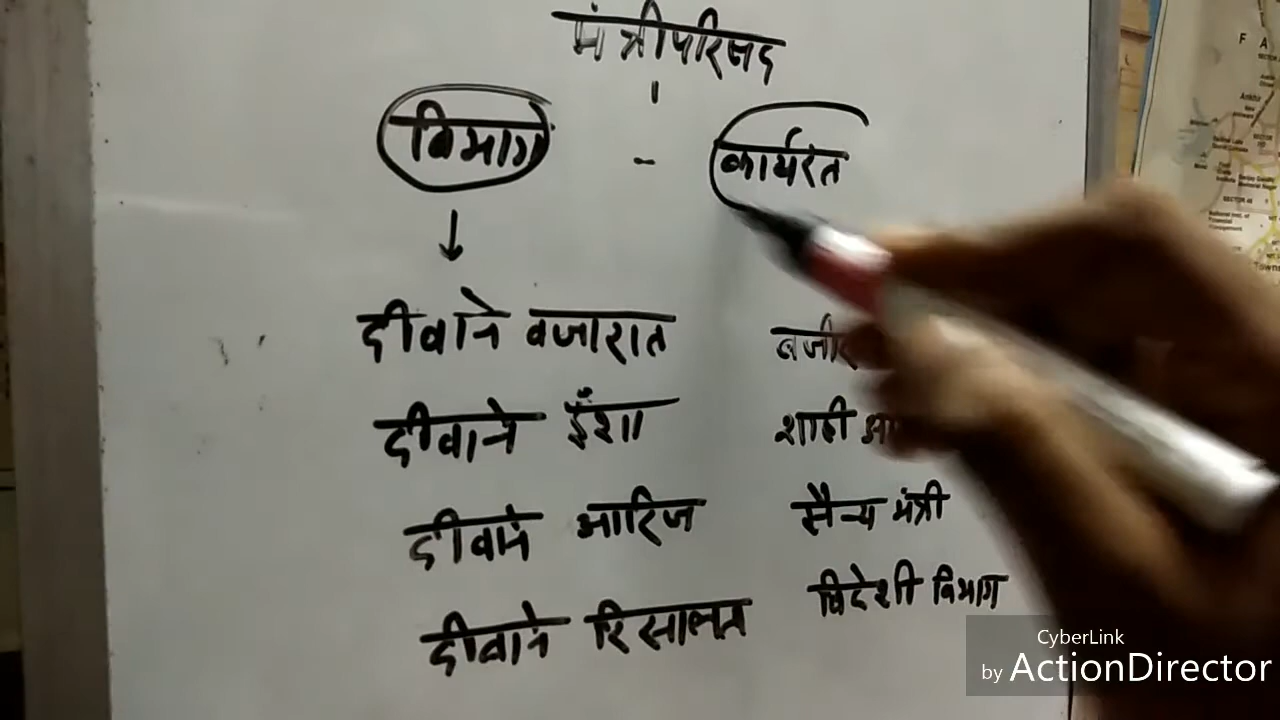 मंत्रीपरिषद
विभाग - कार्यरत
दीवाने वजारात
दीवाने इँशा शाही
दीवाने आरिज सैन्य मंत्री
दीवाने रिसालत विदेशी विभाग
CyberLink
by ActionDirector